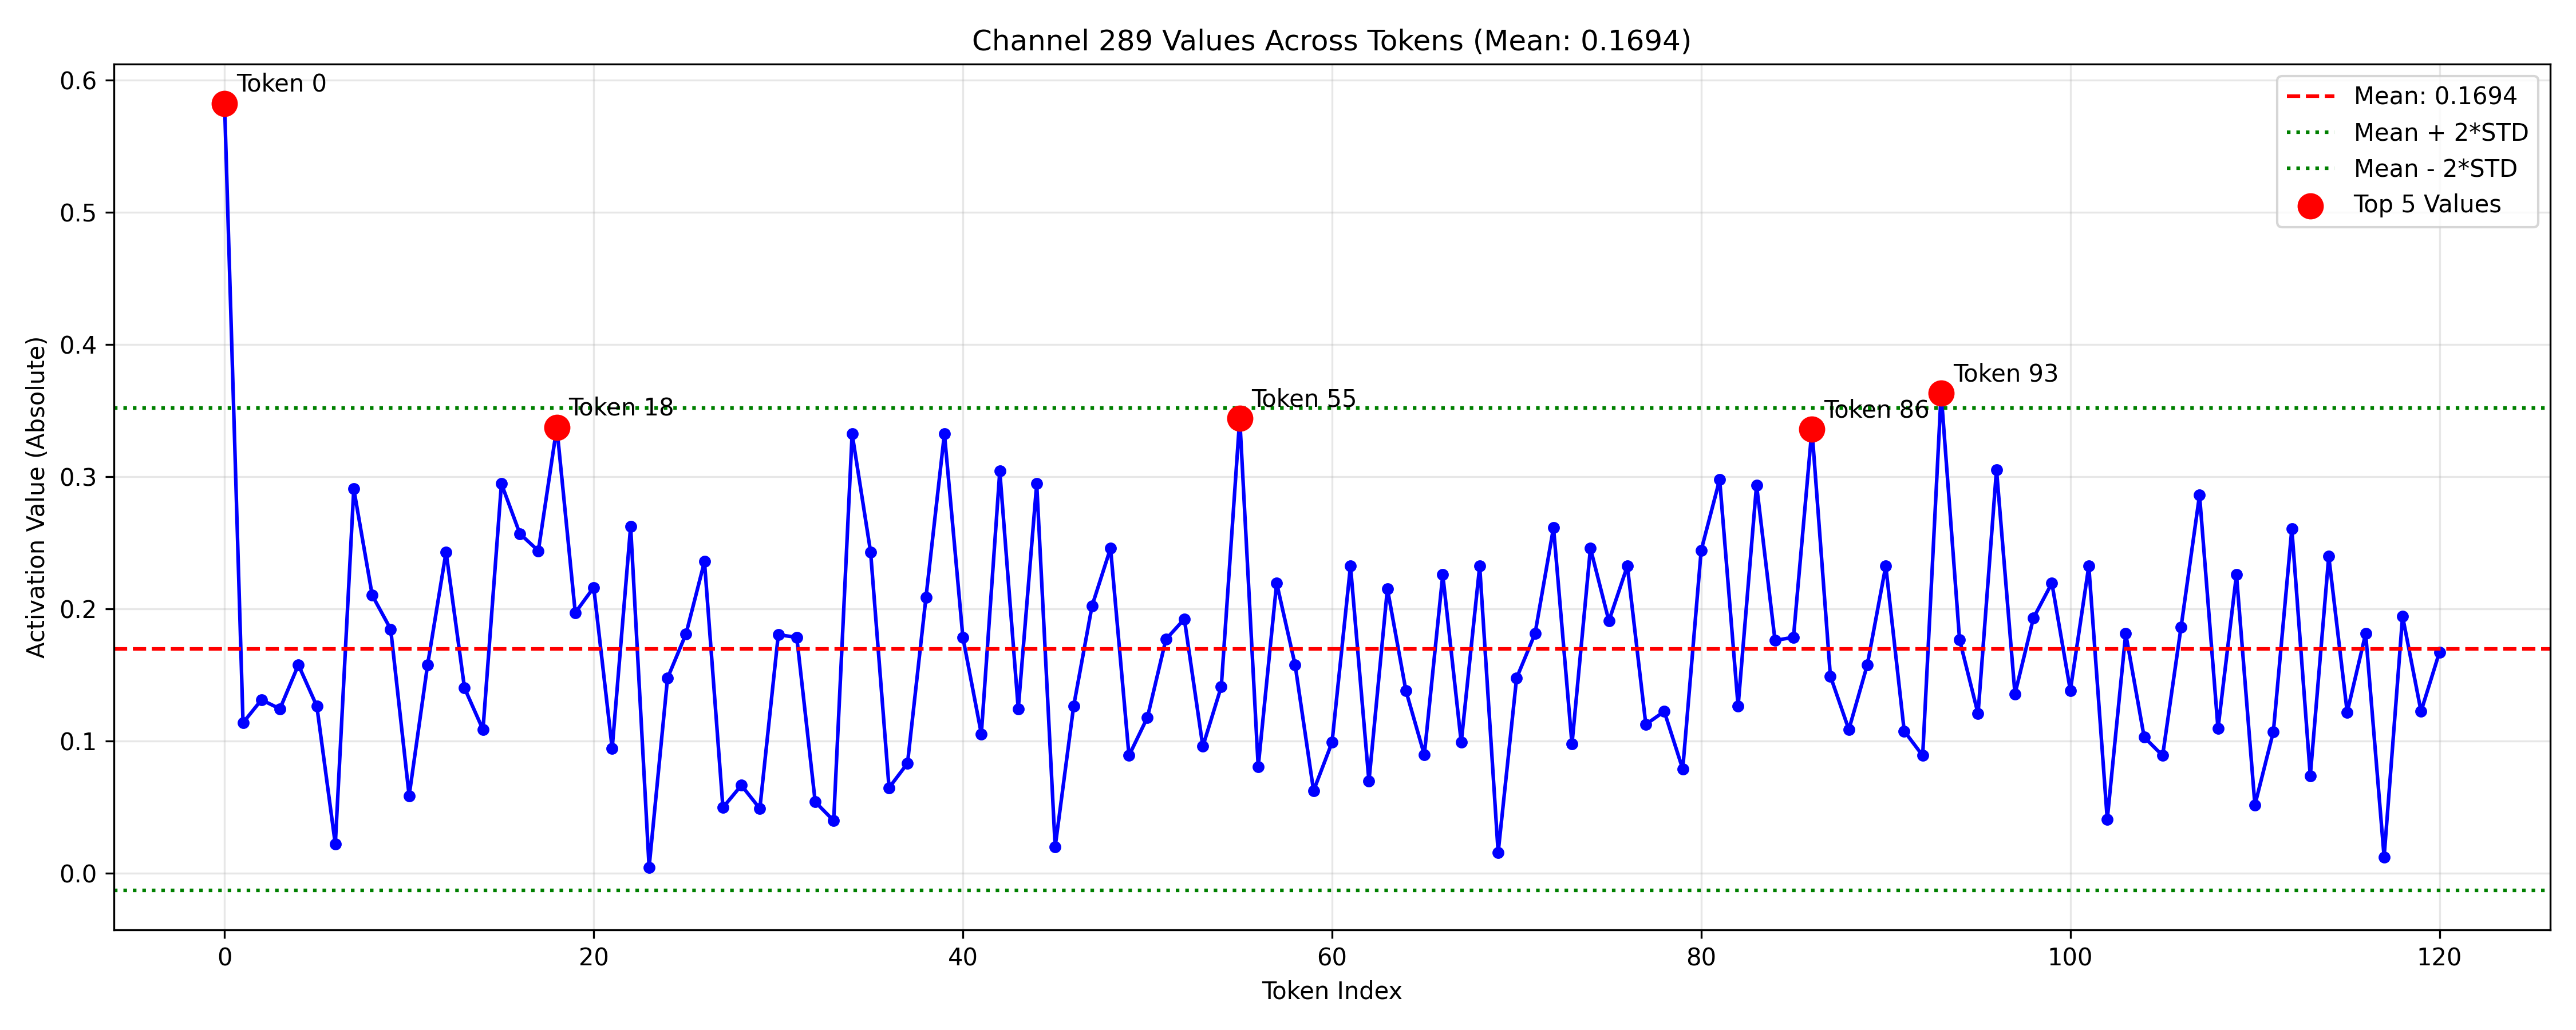 Channel 289 Values Across Tokens (Mean: 0.1694)
Activation Value (Absolute)
0.6
0.5
0.4
0.3
0.2
0.1
0.0
Token 0
Token 18
Token 55
Token 86
Token 93
Mean: 0.1694
Mean + 2*STD
Mean - 2*STD
Top 5 Values
0
20
40
60
80
100
120
Token Index